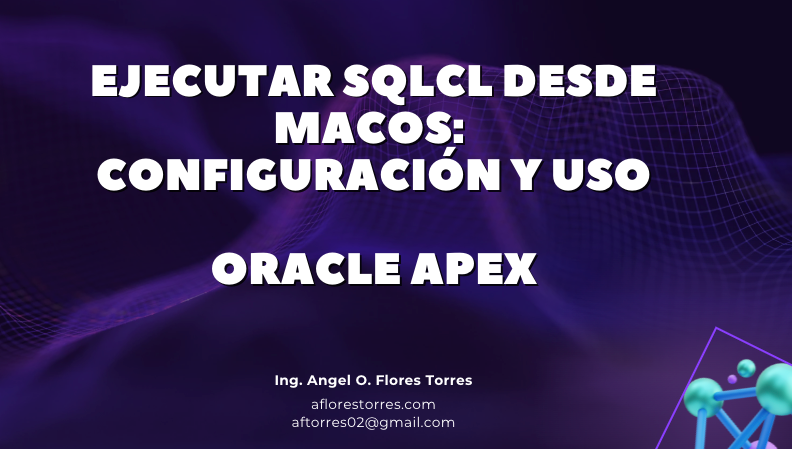 EJECUTAR SQLCL DESDE
MACOS:
CONFIGURACIÓN Y USO
ORACLE APEX
Ing. Angel O. Flores Torres
aflorestorres.com
aftorres02@gmail.com